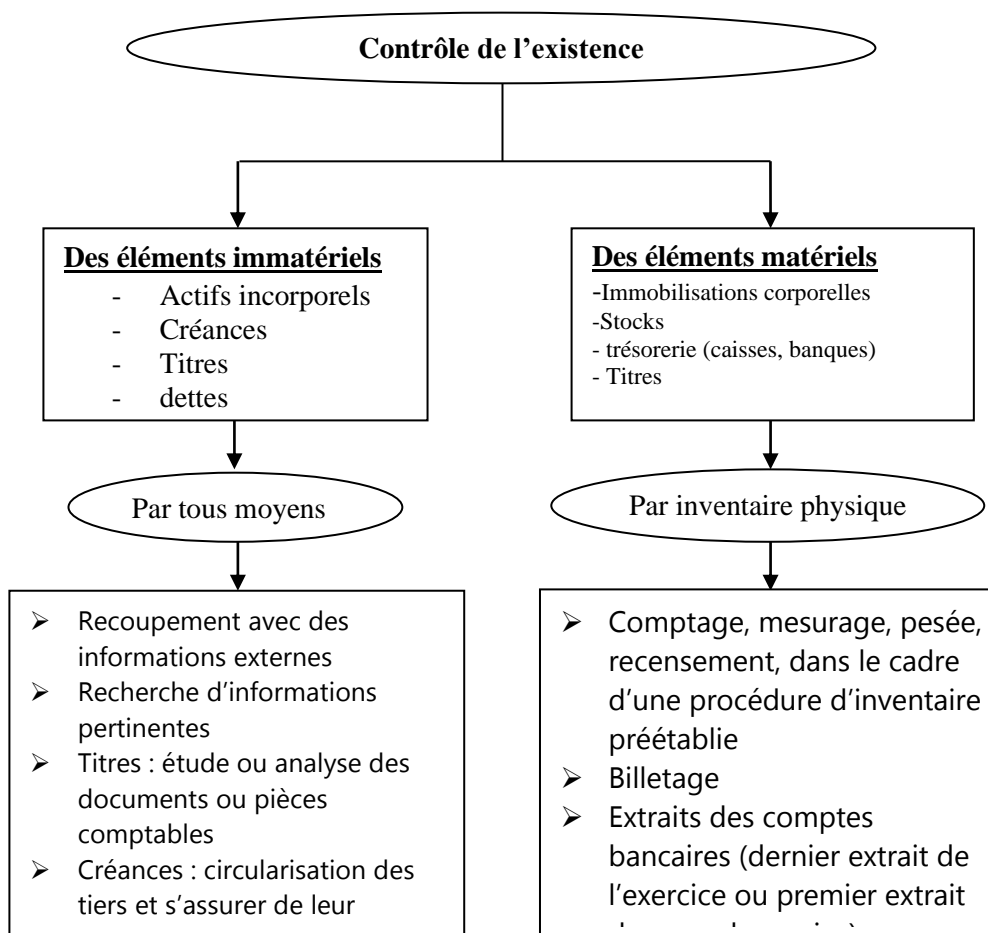 Contrôle de l’existence
Des éléments immatériels
- Actifs incorporels
- Créances
- Titres
- dettes
Des éléments matériels
-Immobilisations corporelles
-Stocks
- trésorerie (caisses, banques)
- Titres
Par tous moyens
Par inventaire physique
➢ Recoupement avec des
informations externes
➢ Recherche d’informations
pertinentes
➢ Titres : étude ou analyse des
documents ou pièces
comptables
➢ Créances : circularisation des
tiers et s’assurer de leur
➢ Comptage, mesurage, pesée,
recensement, dans le cadre
d’une procédure d’inventaire
préétablie
➢ Billetage
➢ Extraits des comptes
bancaires (dernier extrait de
l’exercice ou premier extrait